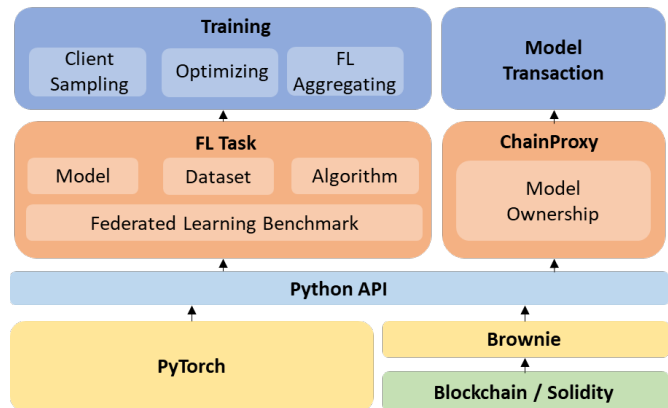 Training
Client
Sampling
Optimizing
FL
Aggregating
Model
Transaction
FL Task
Model
Dataset
Algorithm
Federated Learning Benchmark
ChainProxy
Model
Ownership
Python API
PyTorch
Brownie
Blockchain / Solidity